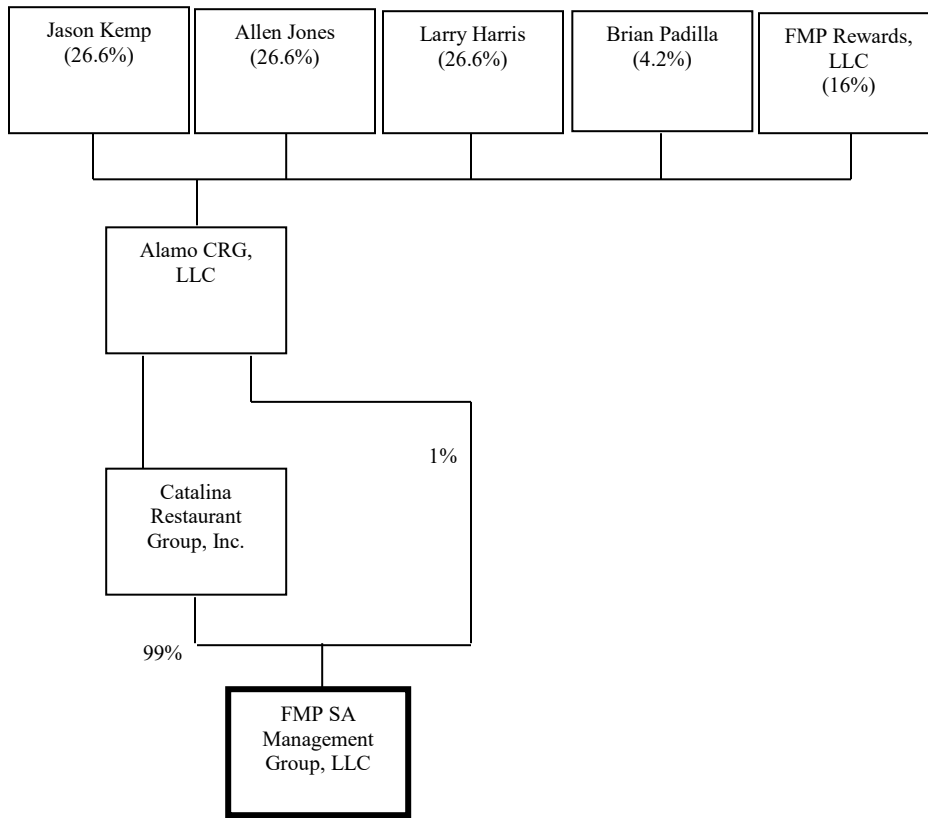 Jason Kemp
(26.6%)
Allen Jones
(26.6%)
Larry Harris
(26.6%)
Brian Padilla
(4.2%)
FMP Rewards,
LLC
(16%)
Alamo CRG,
LLC
1%
Catalina
Restaurant
Group, Inc.
99%
FMP SA
Management
Group, LLC